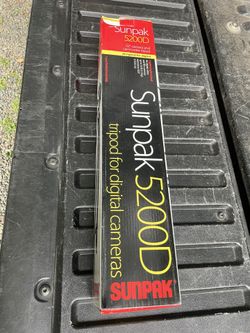 Sunpak
5200D
Sunpak 5200D
tripod for digital cameras
SUNPAK